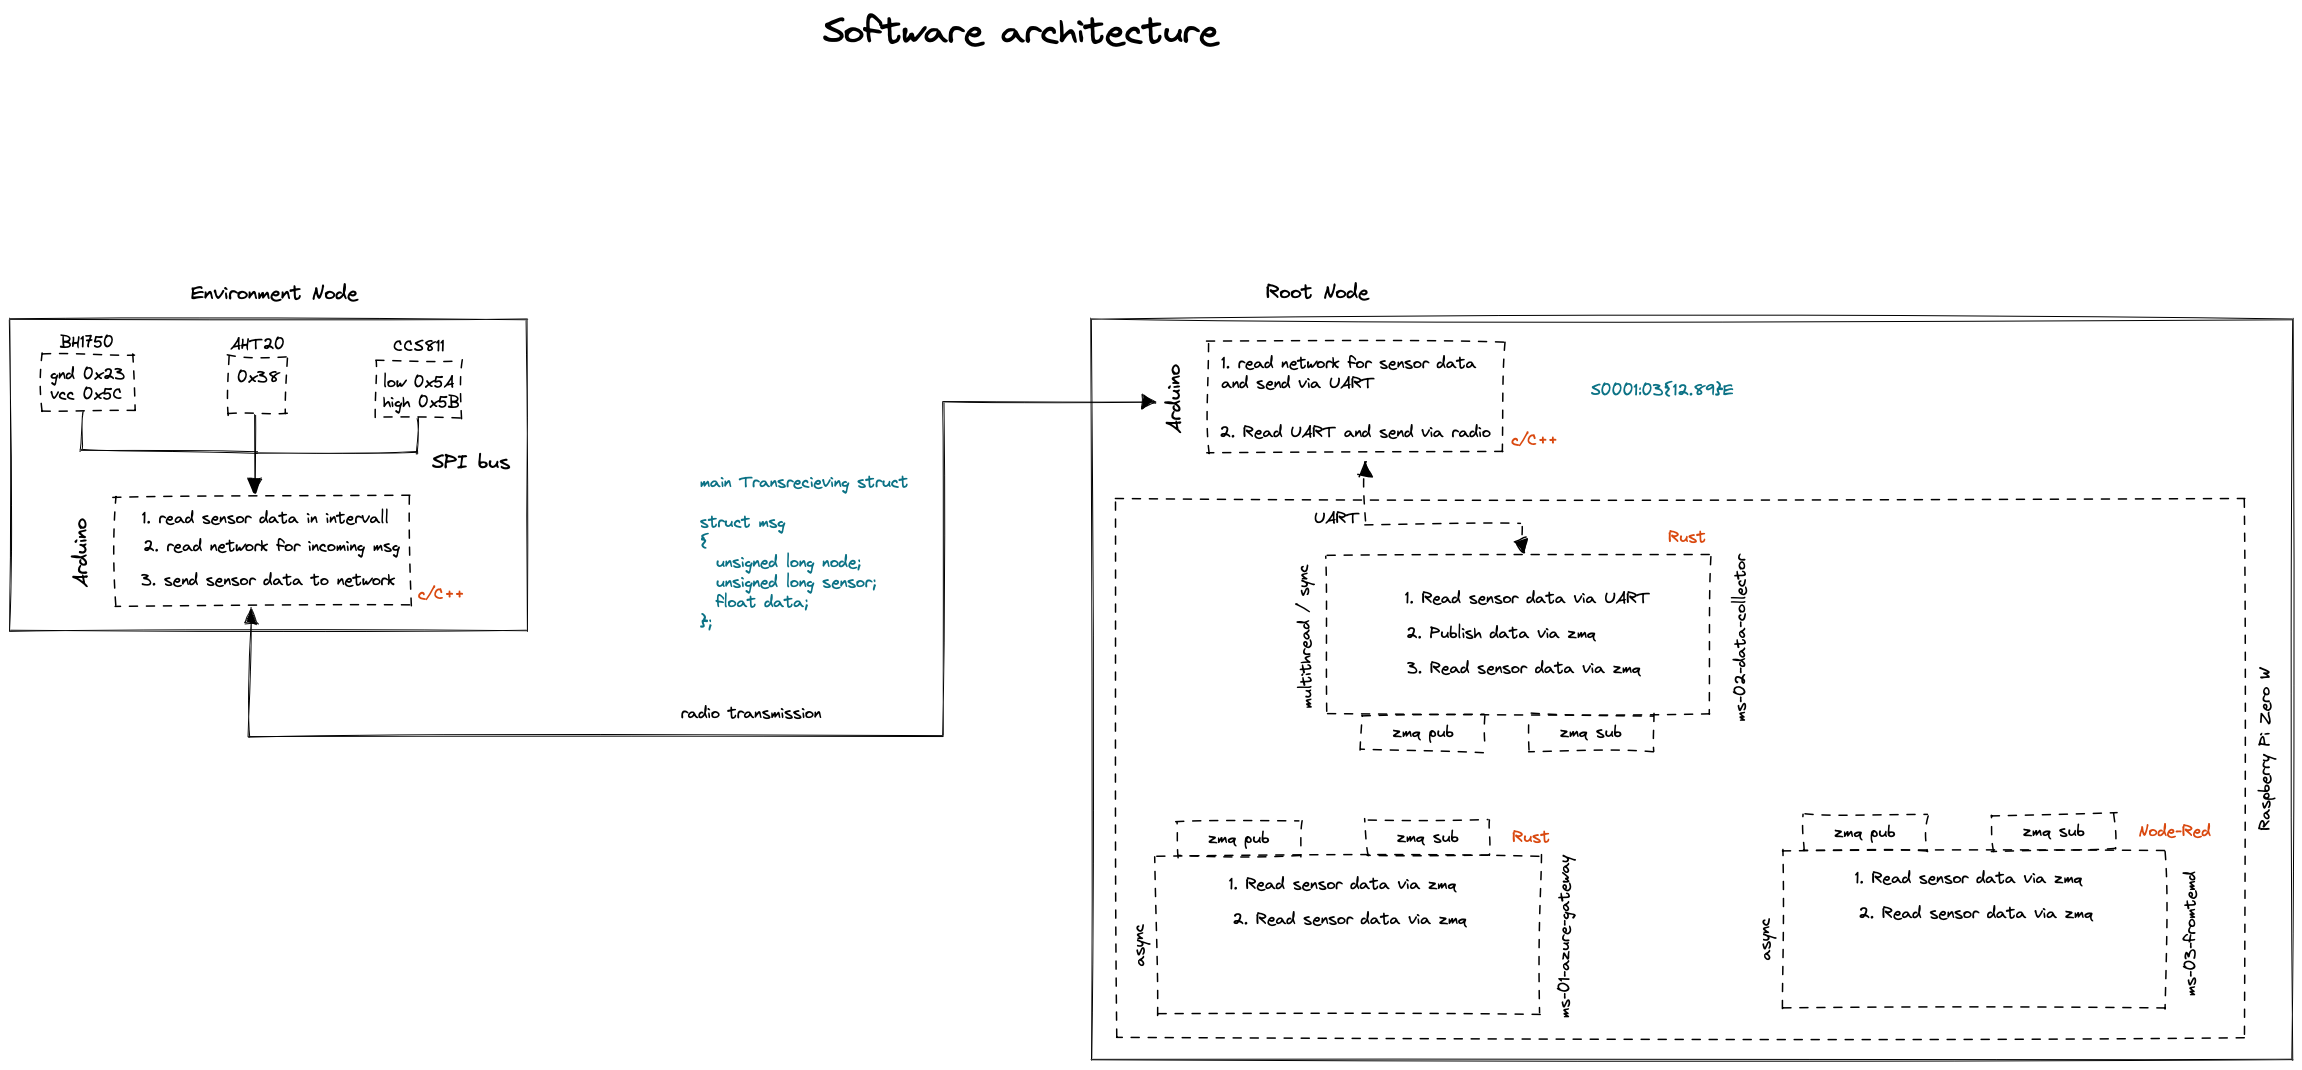 Software architecture
Environment Node
BH1750
gnd 0x23
vcc 0x5C
AHT20
0x38
CCS811
low 0x5A
high 0x5B
SPI bus
Arduino
1. read sensor data in intervall
2. read network for incoming msg
3. send sensor data to network
c/C++
main Transrecieving struct
struct msg
{
unsigned long node;
unsigned long sensor;
float data;
};
radio transmission
Root Node
Arduino
1. read network for sensor data
and send via UART
2. Read UART and send via radio
c/C++
S0001:03{12.89}E
UART
Rust
multithread / sync
1. Read sensor data via UART
2. Publish data via zmq
3. Read sensor data via zmq
ms-02-data-collector
zmq pub
zmq sub
Raspberry Pi Zero W
zmq pub
zmq sub
Rust
async
1. Read sensor data via zmq
2. Read sensor data via zmq
ms-01-azure-gateway
zmq pub
zmq sub
Node-Red
async
1. Read sensor data via zmq
2. Read sensor data via zmq
ms-03-fromtemd